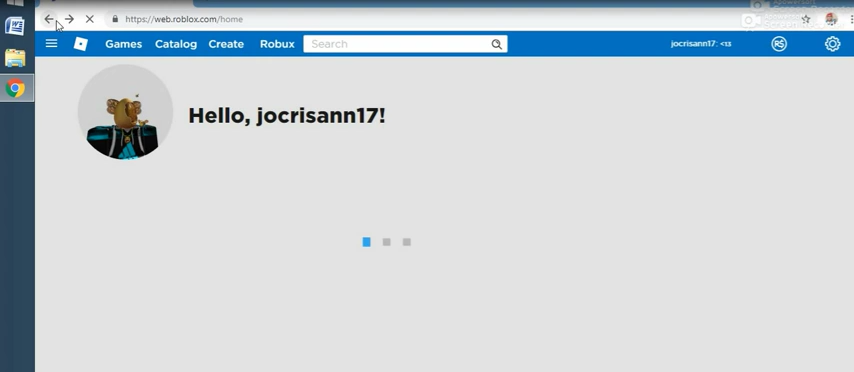 https://web.roblox.com/home
Games Catalog Create Robux Search jocrisann17: <13
Hello, jocrisann17!